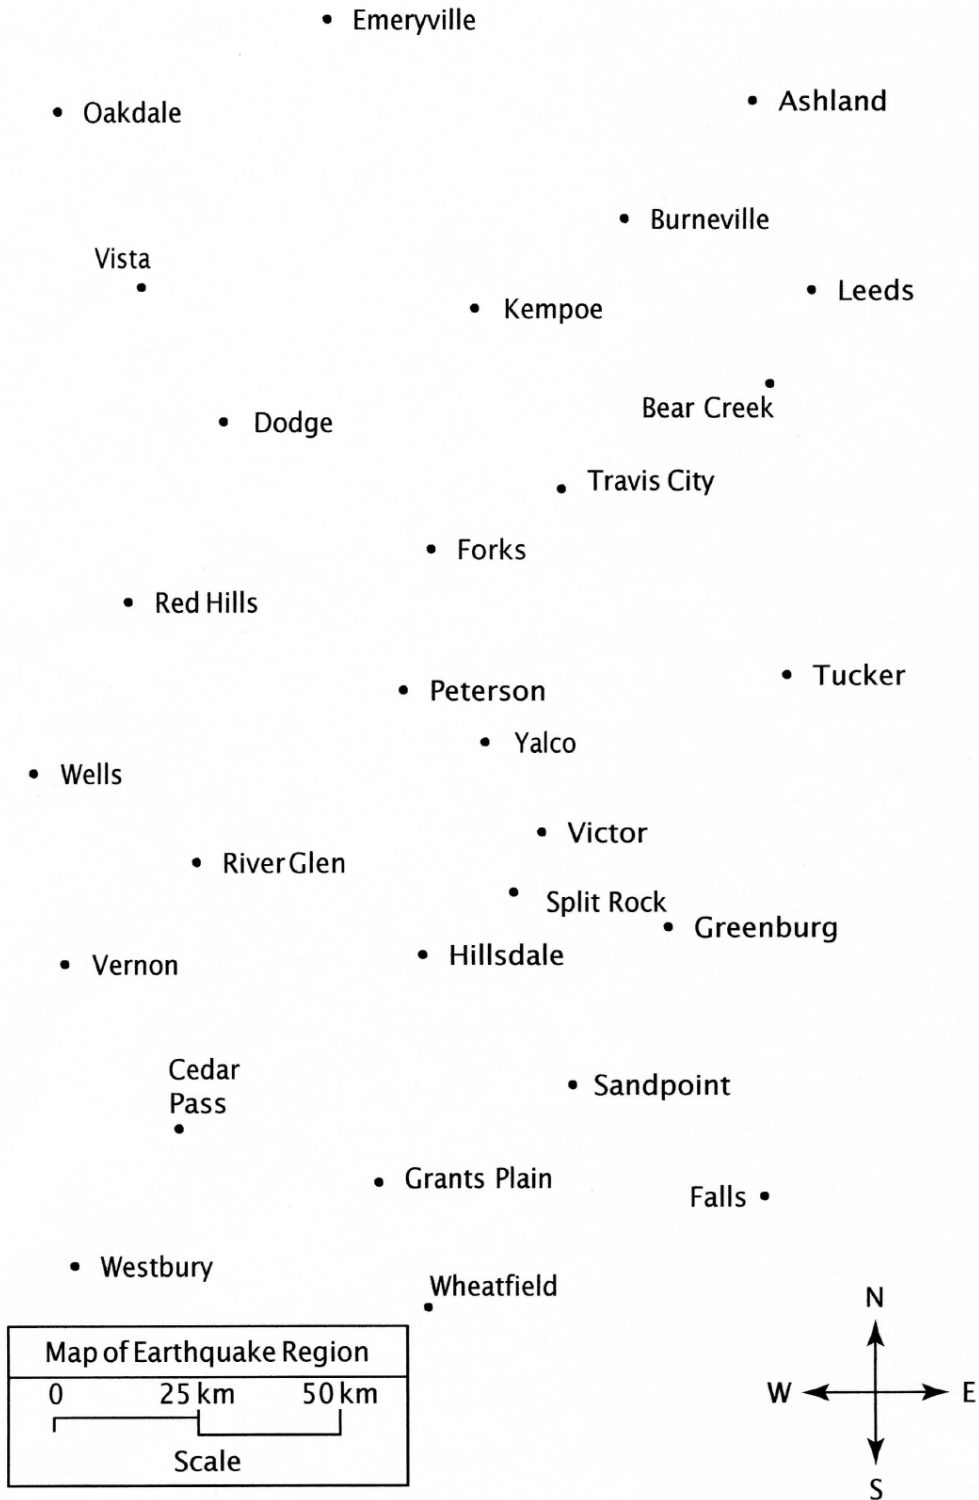 Emeryville
Ashland
Oakdale
Burneville
Vista
Leeds
Kempoe
Bear Creek
Dodge
Travis City
Forks
Red Hills
Tucker
Peterson
Yalco
Wells
Victor
River Glen
Split Rock
Greenburg
Hillsdale
Vernon
Cedar
Pass
Sandpoint
Grants Plain
Falls
Westbury
Wheatfield
N
W E
S
Map of Earthquake Region
0 25 km 50 km
Scale